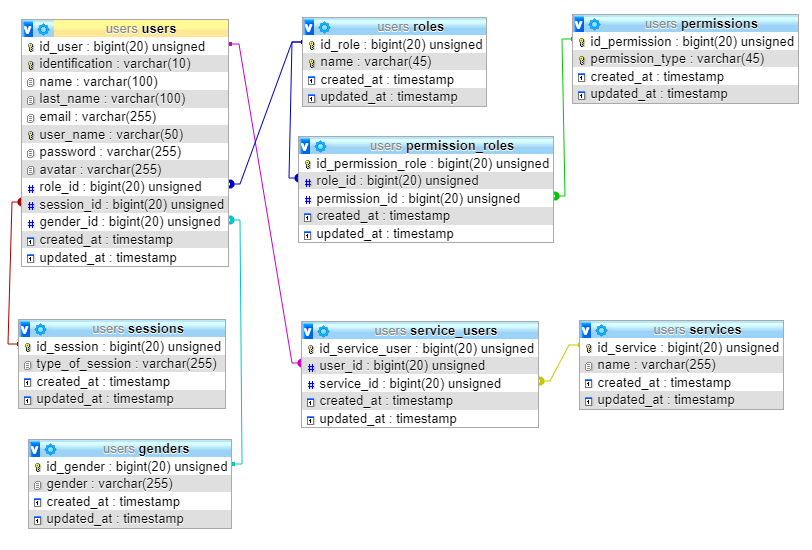 v users users
id_user : bigint(20) unsigned
identification : varchar(10)
name : varchar(100)
last_name : varchar(100)
email : varchar(255)
user_name : varchar(50)
password : varchar(255)
avatar : varchar(255)
# role_id : bigint(20) unsigned
# session_id : bigint(20) unsigned
# gender_id : bigint(20) unsigned
created_at : timestamp
updated_at : timestamp
v users roles
id_role : bigint(20) unsigned
name : varchar(45)
created_at : timestamp
updated_at : timestamp
v users permissions
id_permission : bigint(20) unsigned
permission_type : varchar(45)
created_at : timestamp
updated_at : timestamp
v users permission_roles
id_permission_role : bigint(20) unsigned
# role_id : bigint(20) unsigned
# permission_id : bigint(20) unsigned
created_at : timestamp
updated_at : timestamp
v users sessions
id_session : bigint(20) unsigned
type_of_session : varchar(255)
created_at : timestamp
updated_at : timestamp
v users service_users
id_service_user : bigint(20) unsigned
# user_id : bigint(20) unsigned
# service_id : bigint(20) unsigned
created_at : timestamp
updated_at : timestamp
v users services
id_service : bigint(20) unsigned
name : varchar(255)
created_at : timestamp
updated_at : timestamp
v users genders
id_gender : bigint(20) unsigned
gender : varchar(255)
created_at : timestamp
updated_at : timestamp